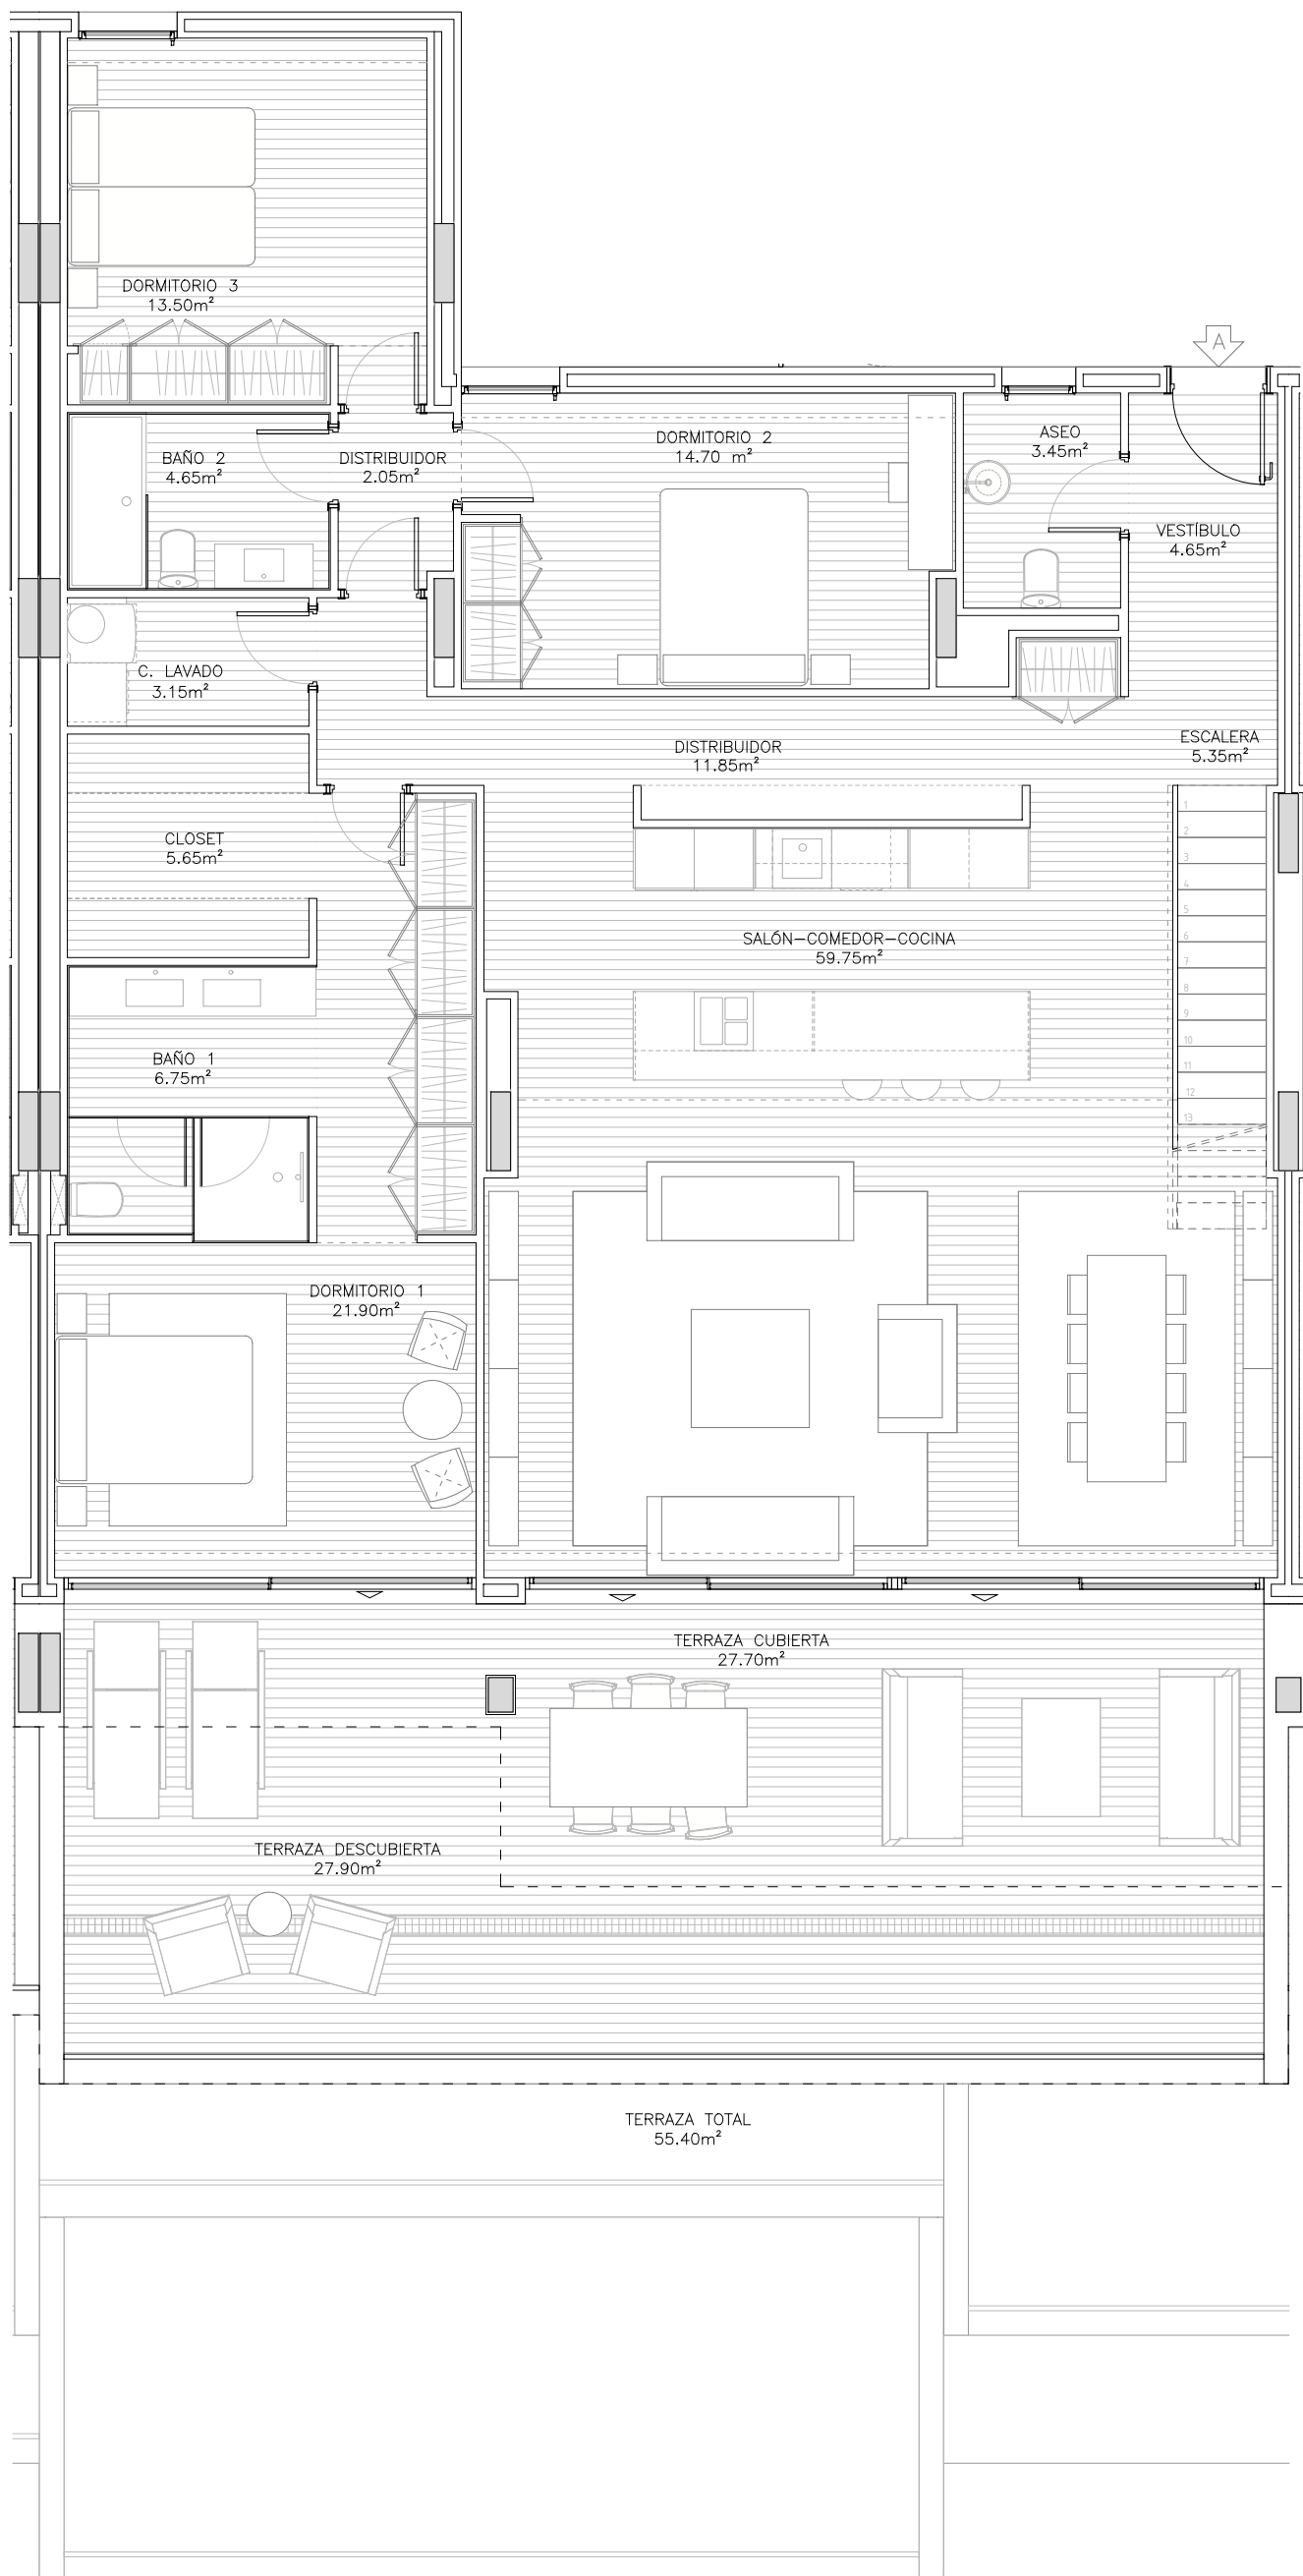 DORMITORIO 3
13.50m²
A
DORMITORIO 2
14.70 m²
ASEO
3.45m²
BAÑO 2
4.65m²
DISTRIBUIDOR
2.05m²
VESTÍBULO
4.65m²
C. LAVADO
3.15m²
DISTRIBUIDOR
11.85m²
ESCALERA
5.35m²
1
2
3
4
5
6
7
8
9
10
11
12
13
CLOSET
5.65m²
SALÓN-COMEDOR-COCINA
59.75m²
BAÑO 1
6.75m²
DORMITORIO 1
21.90m²
TERRAZA CUBIERTA
27.70m²
TERRAZA DESCUBIERTA
27.90m²
TERRAZA TOTAL
55.40m²